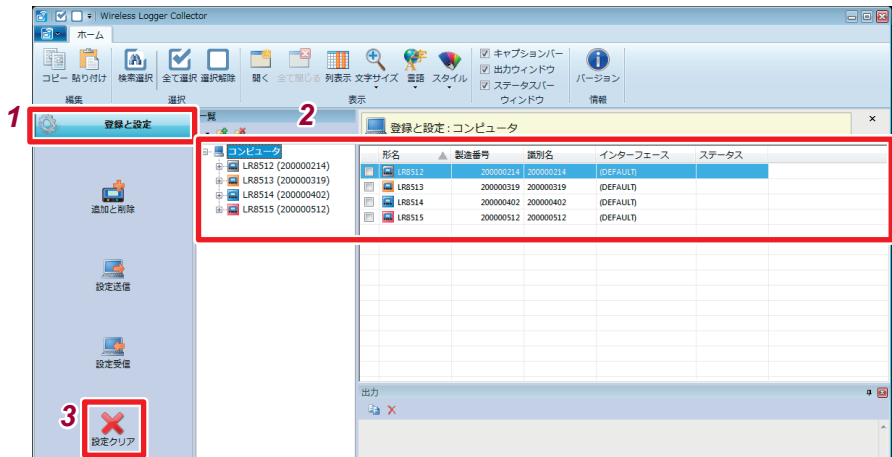 Wireless Logger Collector
ホーム
コピー 貼り付け 検索選択 全て選択 選択解除 開く 全て閉じる 列表示 文字サイズ 言語 スタイル
キャプションバー
出力ウィンドウ
ステータスバー
バージョン
編集 選択 表示 ウィンドウ 情報
1
登録と設定
一覧
2
登録と設定 : コンピュータ
コンピュータ
LR8512 (200000214)
LR8513 (200000319)
LR8514 (200000402)
LR8515 (200000512)
形名 製造番号 識別名 インターフェース ステータス
LR8512 200000214 200000214 (DEFAULT)
LR8513 200000319 200000319 (DEFAULT)
LR8514 200000402 200000402 (DEFAULT)
LR8515 200000512 200000512 (DEFAULT)
追加と削除
設定送信
設定受信
出力
3
設定クリア